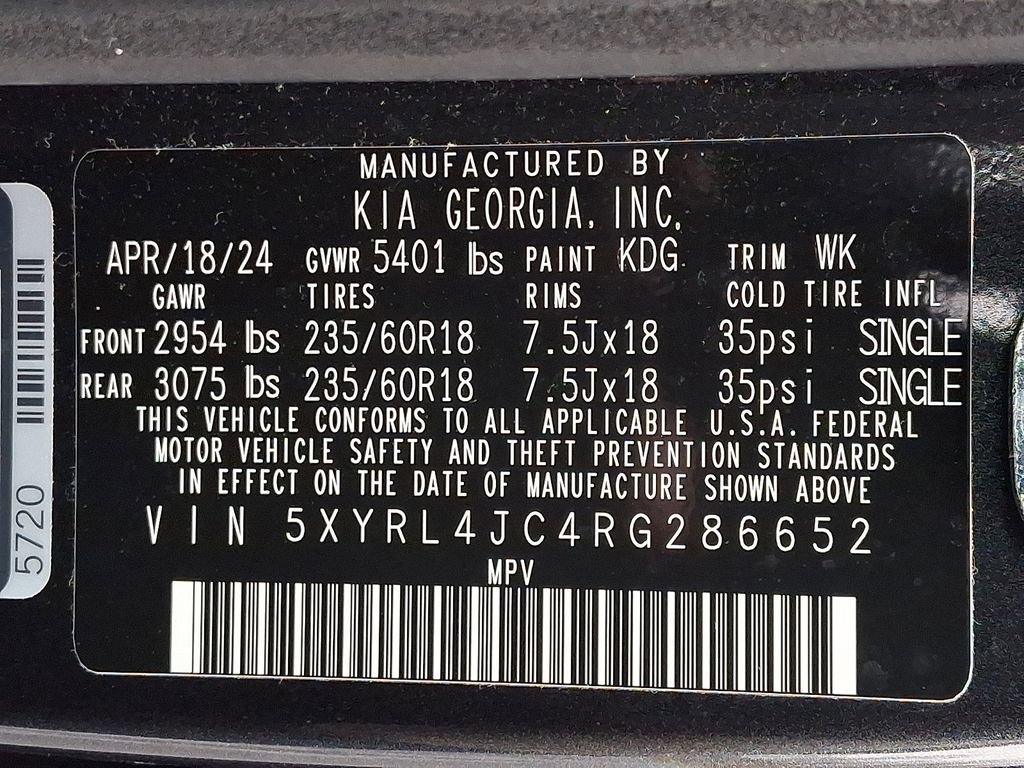 MANUFACTURED BY
KIA GEORGIA, INC.
APR/18/24 GVWR 5401 lbs PAINT KDG TRIM WK
GAWR TIRES RIMS COLD TIRE INFL
FRONT 2954 lbs 235/60R18 7.5Jx18 35psi SINGLE
REAR 3075 lbs 235/60R18 7.5Jx18 35psi SINGLE
THIS VEHICLE CONFORMS TO ALL APPLICABLE U.S.A. FEDERAL
MOTOR VEHICLE SAFETY AND THEFT PREVENTION STANDARDS
IN EFFECT ON THE DATE OF MANUFACTURE SHOWN ABOVE
VIN 5XYRL4JC4RG286652
MPV
5720